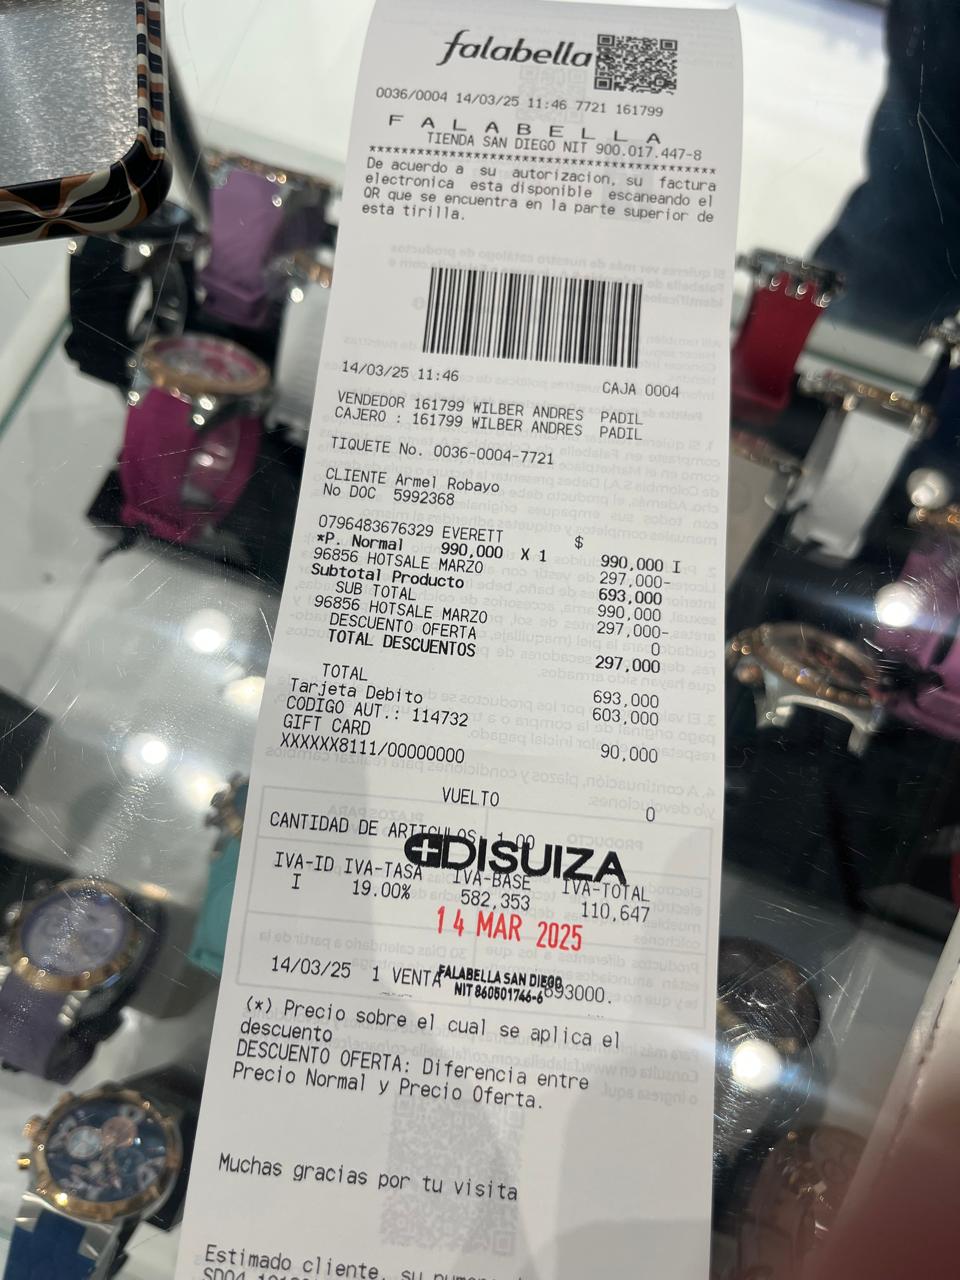 falabella
0036/0004 14/03/25 11:46 7721 161799
F A L A B E L L A
TIENDA SAN DIEGO NIT 900.017.447-8
****************************************
De acuerdo a su autorizacion, su factura
electronica esta disponible escaneando el
QR que se encuentra en la parte superior de
esta tirilla.
14/03/25 11:46 CAJA 0004
VENDEDOR 161799 WILBER ANDRES PADIL
CAJERO : 161799 WILBER ANDRES PADIL
TIQUETE No. 0036-0004-7721
CLIENTE Armel Robayo
No DOC 5992368
0796483676329 EVERETT $
*P. Normal 990,000 X 1 990,000 I
96856 HOTSALE MARZO 297,000-
Subtotal Producto 693,000
SUB TOTAL 990,000
96856 HOTSALE MARZO 297,000-
DESCUENTO OFERTA 0
TOTAL DESCUENTOS 297,000
TOTAL 693,000
Tarjeta Debito 603,000
CODIGO AUT.: 114732
GIFT CARD 90,000
XXXXXX8111/00000000
VUELTO 0
CANTIDAD DE ARTICULOS 1.00
DISUIZA
IVA-ID IVA-TASA IVA-BASE IVA-TOTAL
I 19.00% 582,353 110,647
14 MAR 2025
14/03/25 1 VENTA 693000.
FALABELLA SAN DIEGO
NIT 860501746-6
(*) Precio sobre el cual se aplica el
descuento
DESCUENTO OFERTA: Diferencia entre
Precio Normal y Precio Oferta.
Muchas gracias por tu visita
Estimado cliente, su